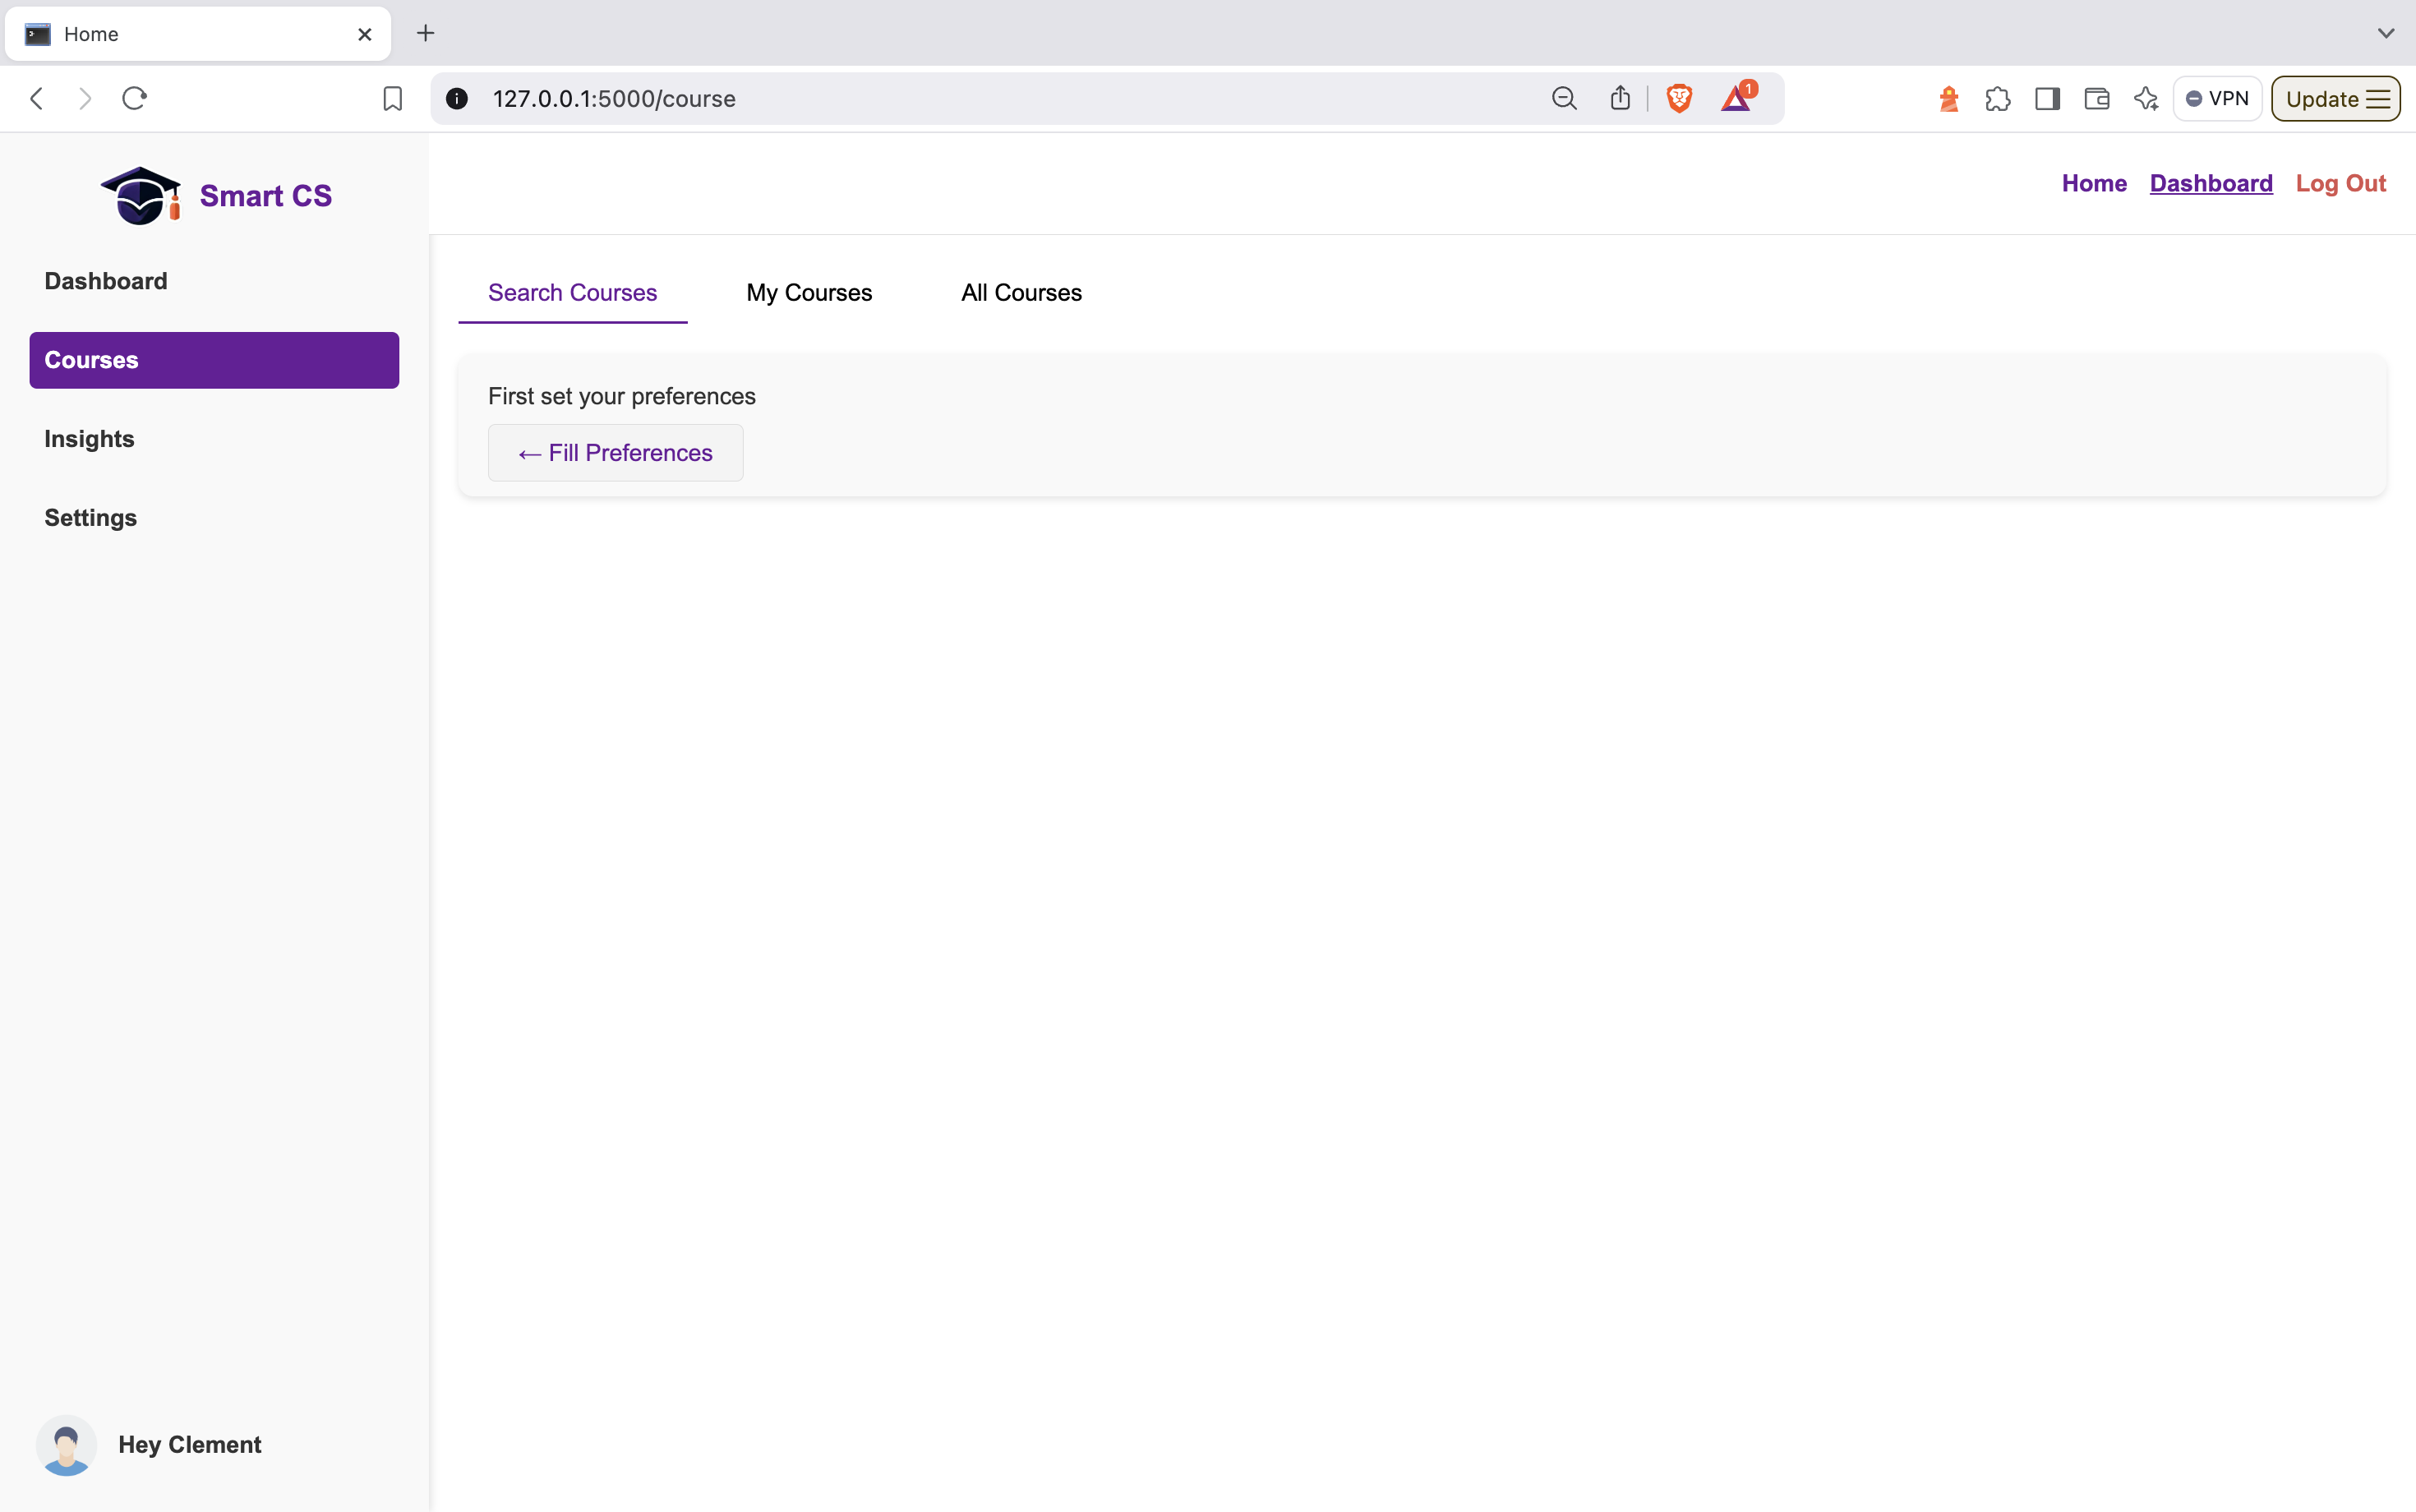 Home
127.0.0.1:5000/course
1
VPN
Update
Smart CS
Home Dashboard Log Out
Dashboard
Courses
Insights
Settings
Search Courses My Courses All Courses
First set your preferences
← Fill Preferences
Hey Clement